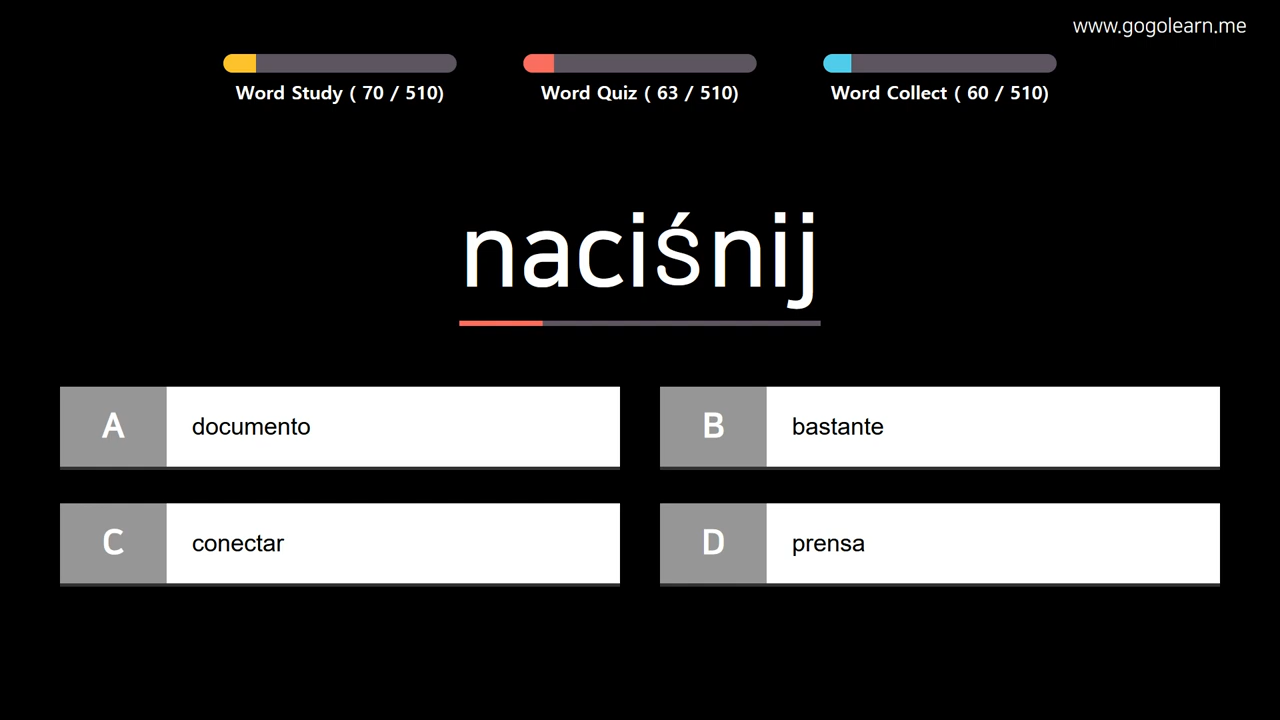 www.gogolearn.me
Word Study ( 70 / 510)
Word Quiz ( 63 / 510)
Word Collect ( 60 / 510)
naciśnij
A documento
B bastante
C conectar
D prensa